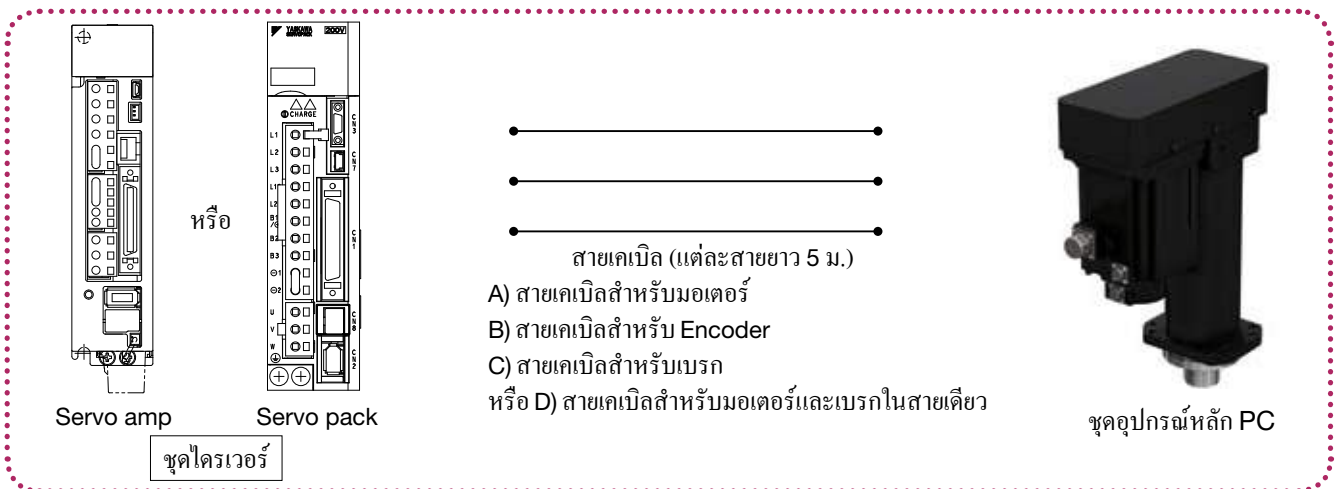 YASKAWA
SERVOPACK
200V
CHARGE
L1
L2
L3
L1
L2
B1
B2
B3
⊖1
⊖2
U
V
W
CN3
CN7
CN1
CN8
CN2
หรือ
Servo amp
Servo pack
ชุดไดรเวอร์
สายเคเบิล (แต่ละสายยาว 5 ม.)
A) สายเคเบิลสำหรับมอเตอร์
B) สายเคเบิลสำหรับ Encoder
C) สายเคเบิลสำหรับเบรก
หรือ D) สายเคเบิลสำหรับมอเตอร์และเบรกในสายเดียว
ชุดอุปกรณ์หลัก PC